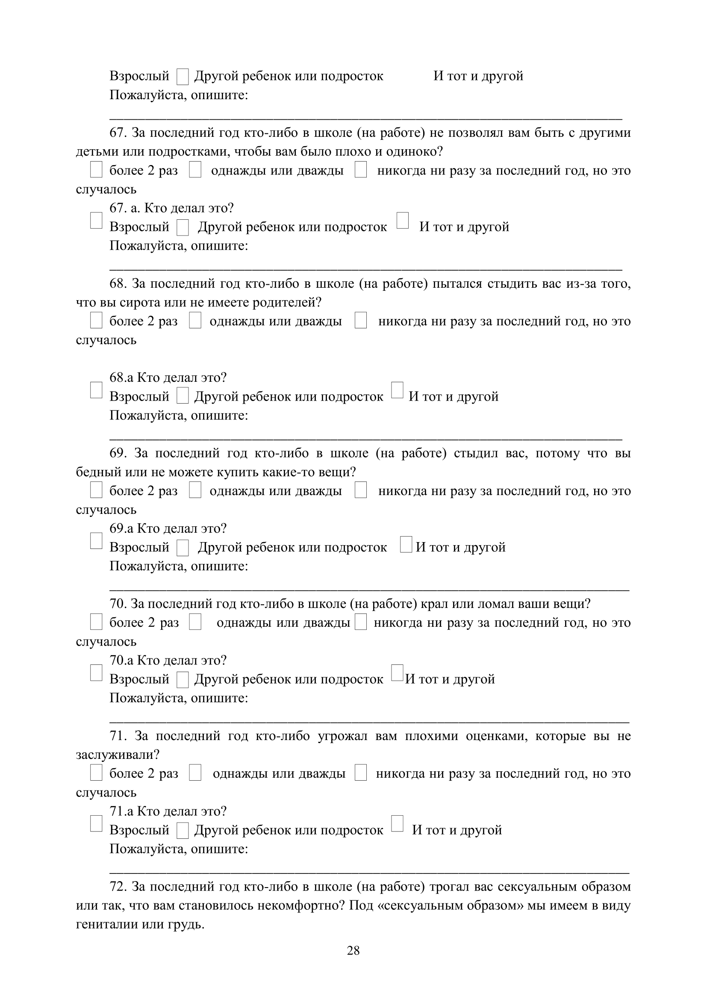 Взрослый Другой ребенок или подросток И тот и другой
Пожалуйста, опишите:
________________________________________________________________________
67. За последний год кто-либо в школе (на работе) не позволял вам быть с другими
детьми или подростками, чтобы вам было плохо и одиноко?
более 2 раз однажды или дважды никогда ни разу за последний год, но это
случалось
67. а. Кто делал это?
Взрослый Другой ребенок или подросток И тот и другой
Пожалуйста, опишите:
________________________________________________________________________
68. За последний год кто-либо в школе (на работе) пытался стыдить вас из-за того,
что вы сирота или не имеете родителей?
более 2 раз однажды или дважды никогда ни разу за последний год, но это
случалось
68.а Кто делал это?
Взрослый Другой ребенок или подросток И тот и другой
Пожалуйста, опишите:
________________________________________________________________________
69. За последний год кто-либо в школе (на работе) стыдил вас, потому что вы
бедный или не можете купить какие-то вещи?
более 2 раз однажды или дважды никогда ни разу за последний год, но это
случалось
69.а Кто делал это?
Взрослый Другой ребенок или подросток И тот и другой
Пожалуйста, опишите:
_________________________________________________________________________
70. За последний год кто-либо в школе (на работе) крал или ломал ваши вещи?
более 2 раз однажды или дважды никогда ни разу за последний год, но это
случалось
70.а Кто делал это?
Взрослый Другой ребенок или подросток И тот и другой
Пожалуйста, опишите:
_________________________________________________________________________
71. За последний год кто-либо угрожал вам плохими оценками, которые вы не
заслуживали?
более 2 раз однажды или дважды никогда ни разу за последний год, но это
случалось
71.а Кто делал это?
Взрослый Другой ребенок или подросток И тот и другой
Пожалуйста, опишите:
_________________________________________________________________________
72. За последний год кто-либо в школе (на работе) трогал вас сексуальным образом
или так, что вам становилось некомфортно? Под «сексуальным образом» мы имеем в виду
гениталии или грудь.
28